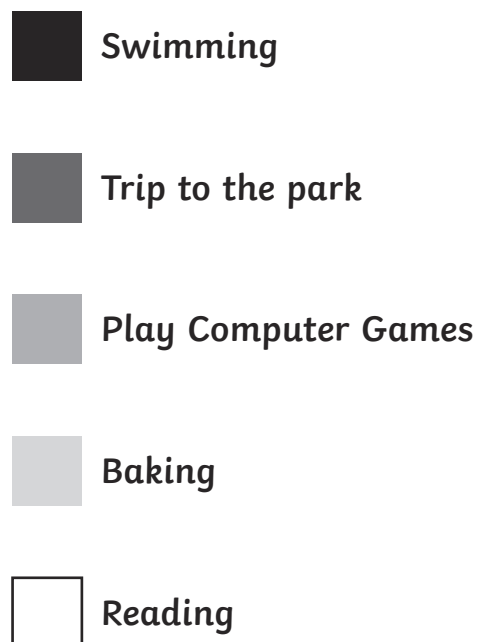 Swimming
Trip to the park
Play Computer Games
Baking
Reading